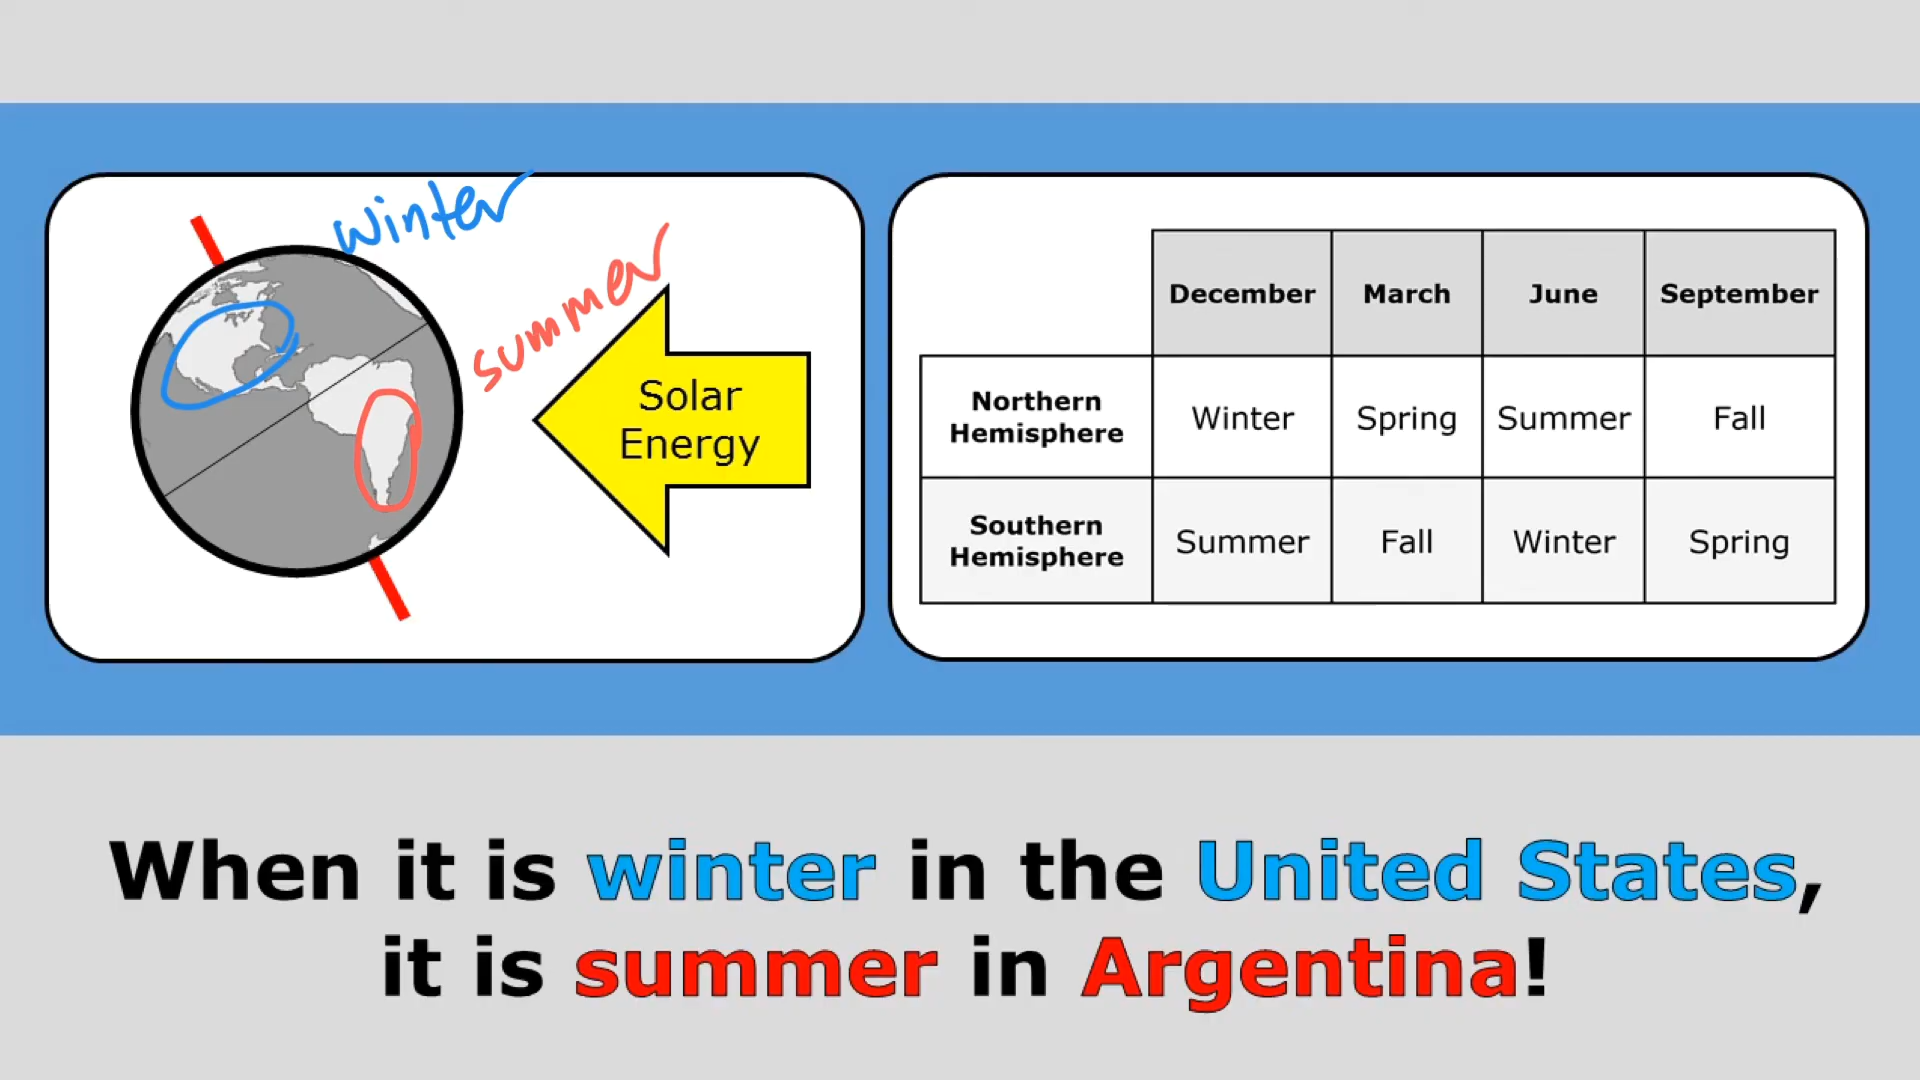 winter
summer
Solar
Energy
December March June September
Northern
Hemisphere
Winter Spring Summer Fall
Southern
Hemisphere
Summer Fall Winter Spring
When it is winter in the United States,
it is summer in Argentina!